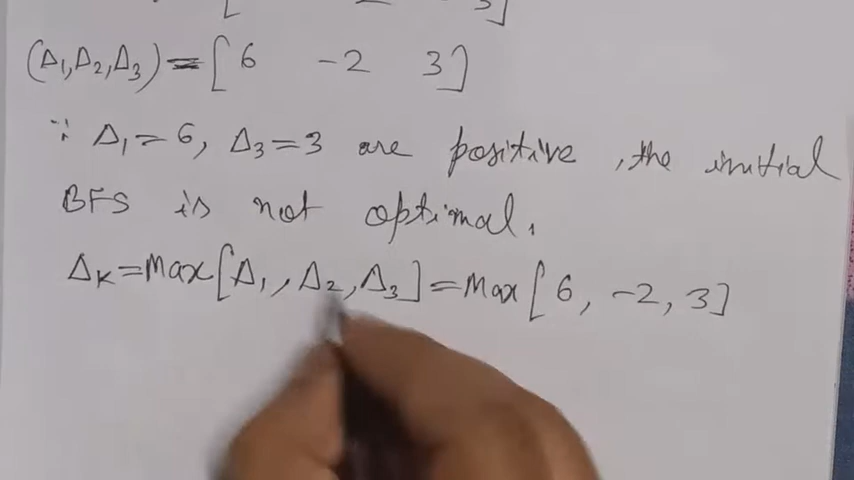 (Δ₁,Δ₂,Δ₃) = [6 -2 3]
∵ Δ₁ = 6, Δ₃ = 3 are positive, the initial
BFS is not optimal.
Δₖ = Max[Δ₁, Δ₂, Δ₃] = Max[6, -2, 3]